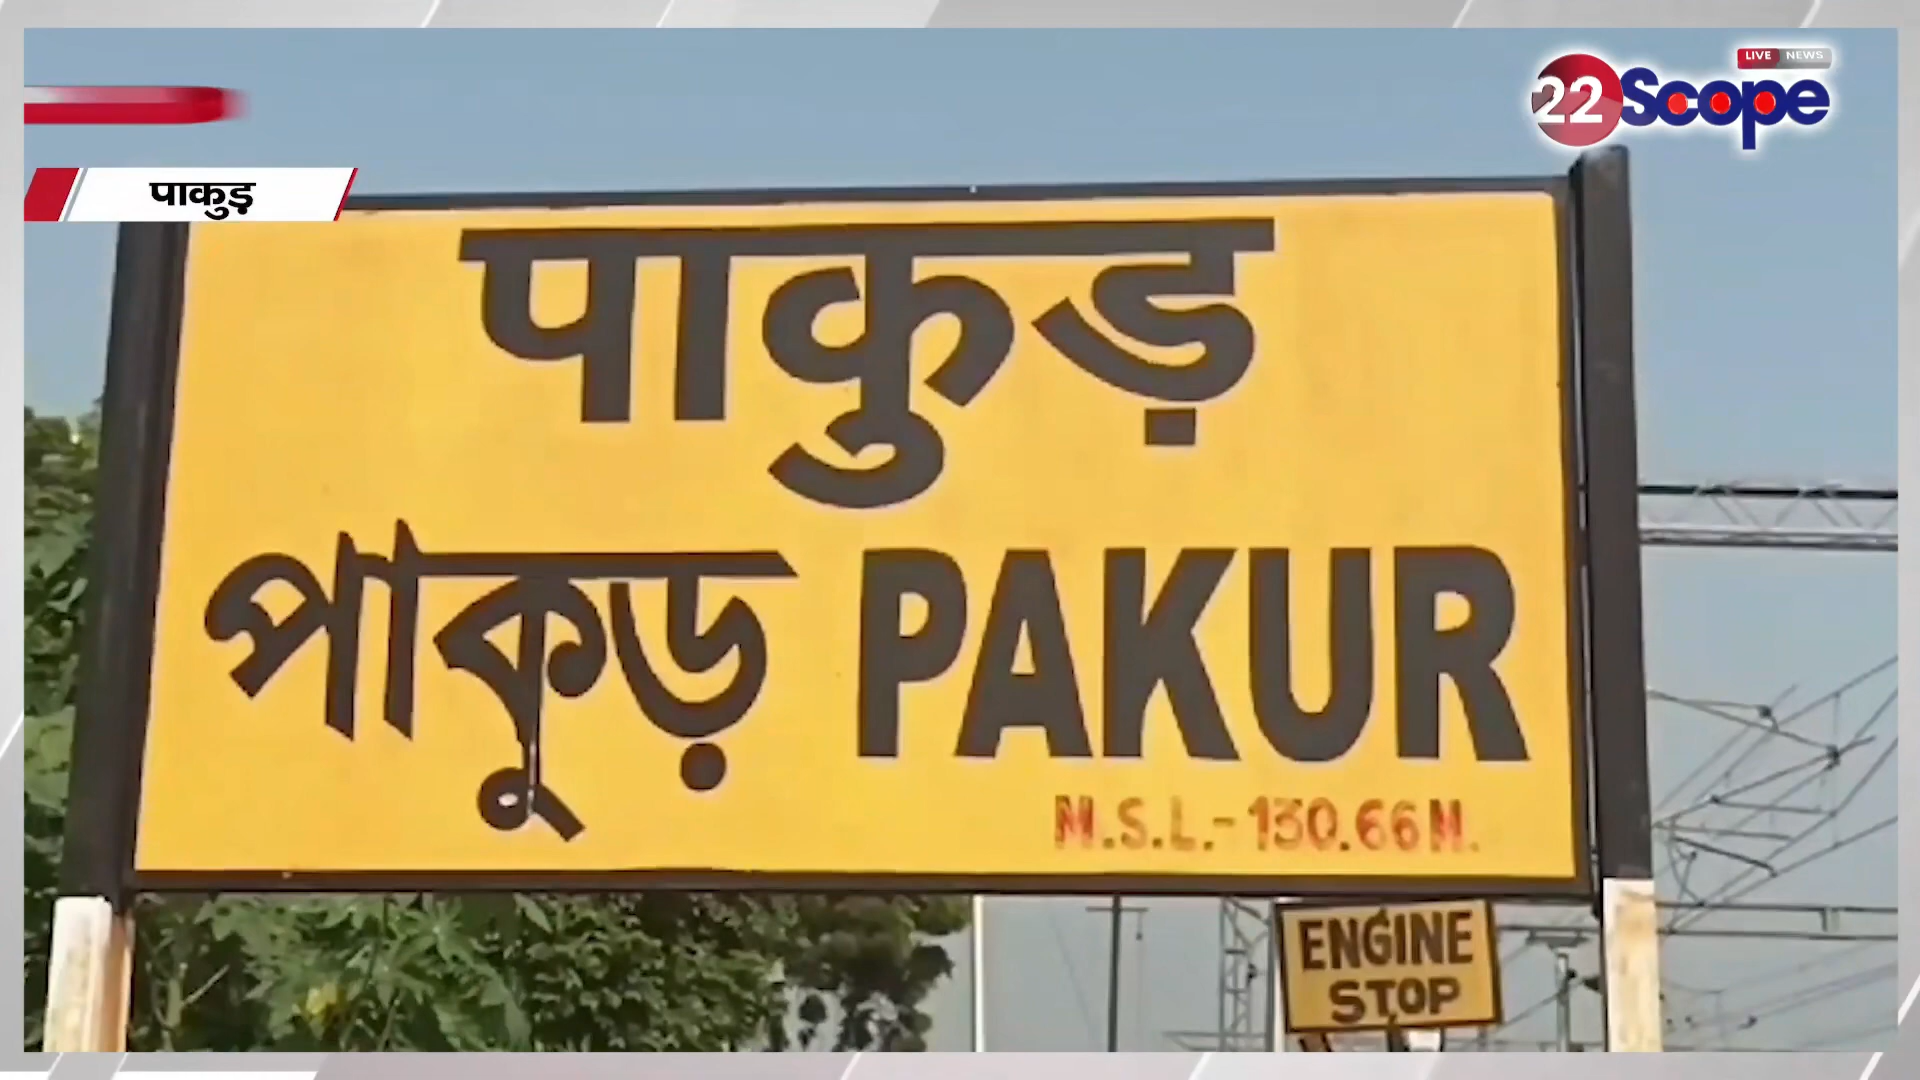 LIVE NEWS
22Scope
पाकुड़
पाकुड़
পাকুড় PAKUR
M.S.L.-130.66M.
ENGINE
STOP